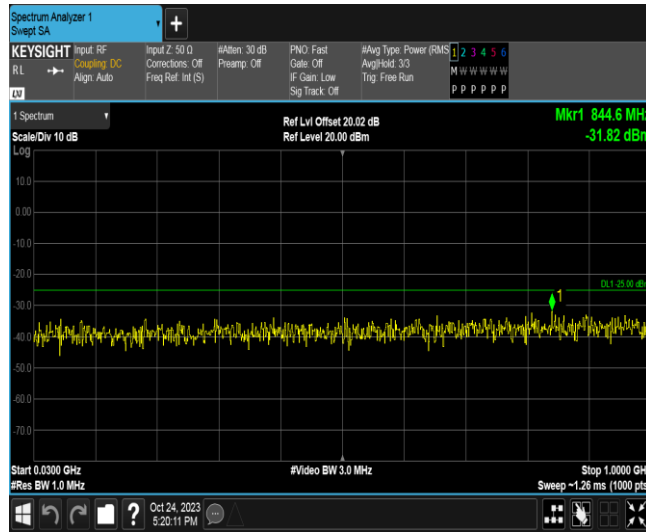 Spectrum Analyzer 1
Swept SA
KEYSIGHT
RL
LXI
Input: RF
Coupling: DC
Align: Auto
Input Z: 50 Ω
Corrections: Off
Freq Ref: Int (S)
#Atten: 30 dB
Preamp: Off
PNO: Fast
Gate: Off
IF Gain: Low
Sig Track: Off
#Avg Type: Power (RMS
Avg|Hold: 3/3
Trig: Free Run
1 2 3 4 5 6
M W W W W W
P P P P P P
1 Spectrum
Scale/Div 10 dB
Log
Ref Lvl Offset 20.02 dB
Ref Level 20.00 dBm
Mkr1 844.6 MHz
-31.82 dBm
10.0
0.00
-10.0
-20.0
-30.0
-40.0
-50.0
-60.0
-70.0
DL1 -25.00 dBm
1
Start 0.0300 GHz
#Res BW 1.0 MHz
#Video BW 3.0 MHz
Stop 1.0000 GHz
Sweep ~1.26 ms (1000 pts)
?
Oct 24, 2023
5:20:11 PM